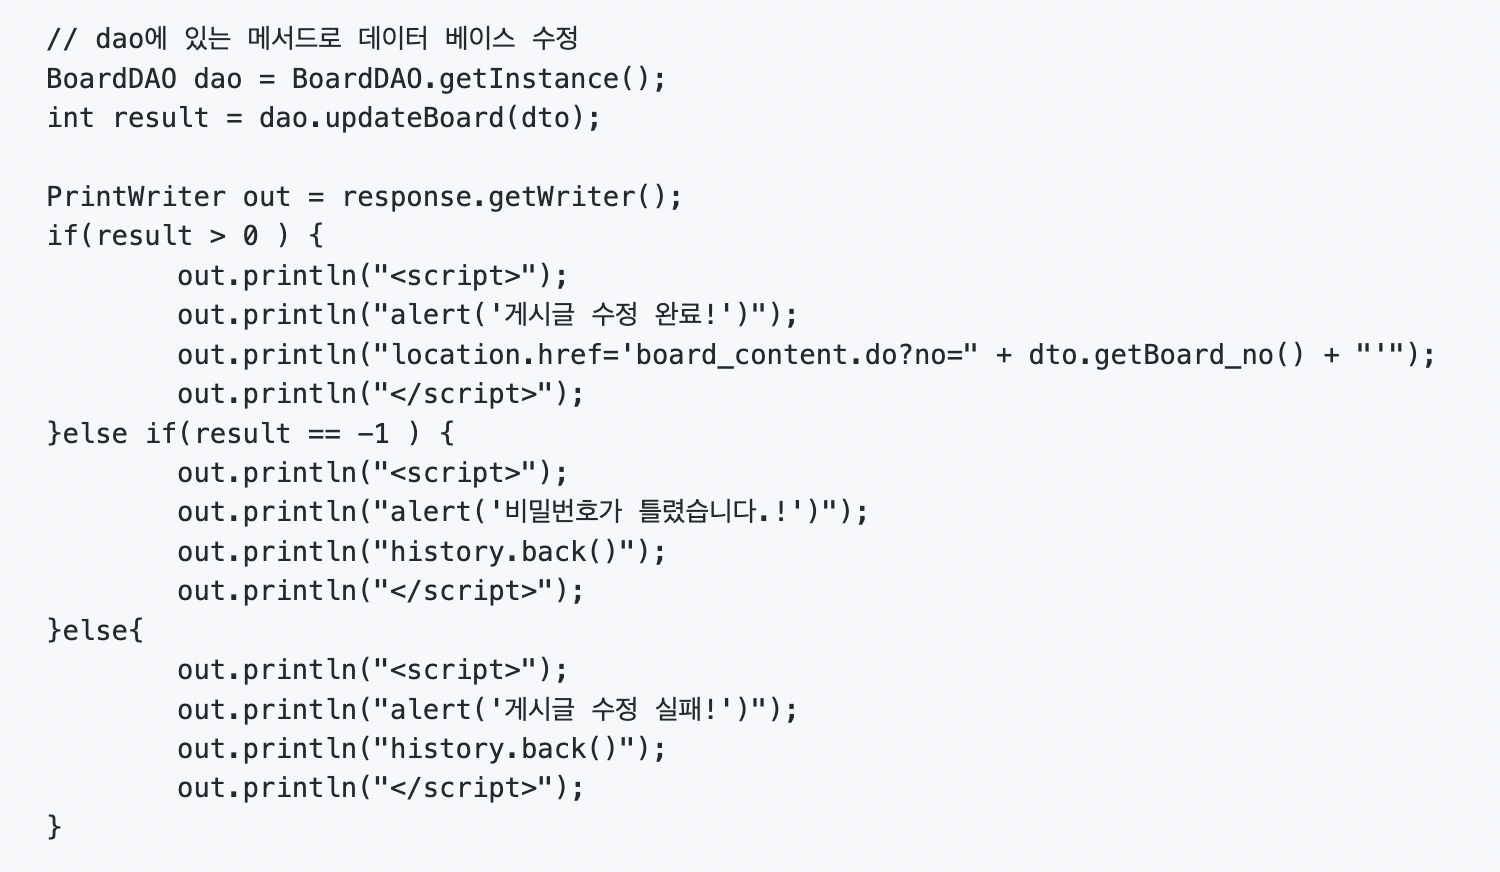 // dao에 있는 메서드로 데이터 베이스 수정
BoardDAO dao = BoardDAO.getInstance();
int result = dao.updateBoard(dto);
PrintWriter out = response.getWriter();
if(result > 0 ) {
        out.println("<script>");
        out.println("alert('게시글 수정 완료!')");
        out.println("location.href='board_content.do?no=" + dto.getBoard_no() + "'");
        out.println("</script>");
}else if(result == -1 ) {
        out.println("<script>");
        out.println("alert('비밀번호가 틀렸습니다.!')");
        out.println("history.back()");
        out.println("</script>");
}else{
        out.println("<script>");
        out.println("alert('게시글 수정 실패!')");
        out.println("history.back()");
        out.println("</script>");
}